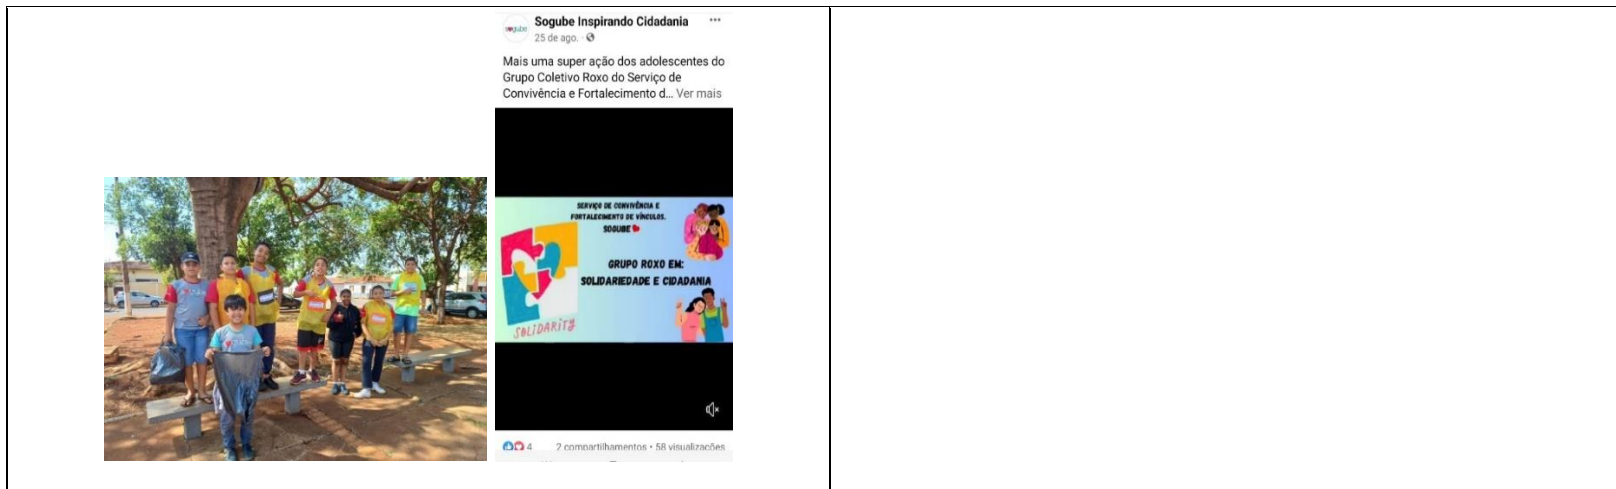 sogube
Sogube Inspirando Cidadania
25 de ago. ·
Mais uma super ação dos adolescentes do
Grupo Coletivo Roxo do Serviço de
Convivência e Fortalecimento d... Ver mais
SERVIÇO DE CONVIVÊNCIA E
FORTALECIMENTO DE VÍNCULOS.
SOGUBE
GRUPO ROXO EM:
SOLIDARIEDADE E CIDADANIA
SOLIDARITY
4 2 compartilhamentos • 58 visualizações